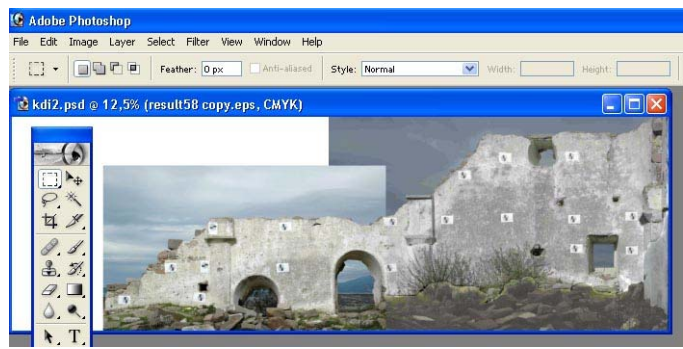 Adobe Photoshop
File Edit Image Layer Select Filter View Window Help
Feather: 0 px Anti-aliased Style: Normal Width: Height:
kdi2.psd @ 12,5% (result58 copy.eps, CMYK)
T